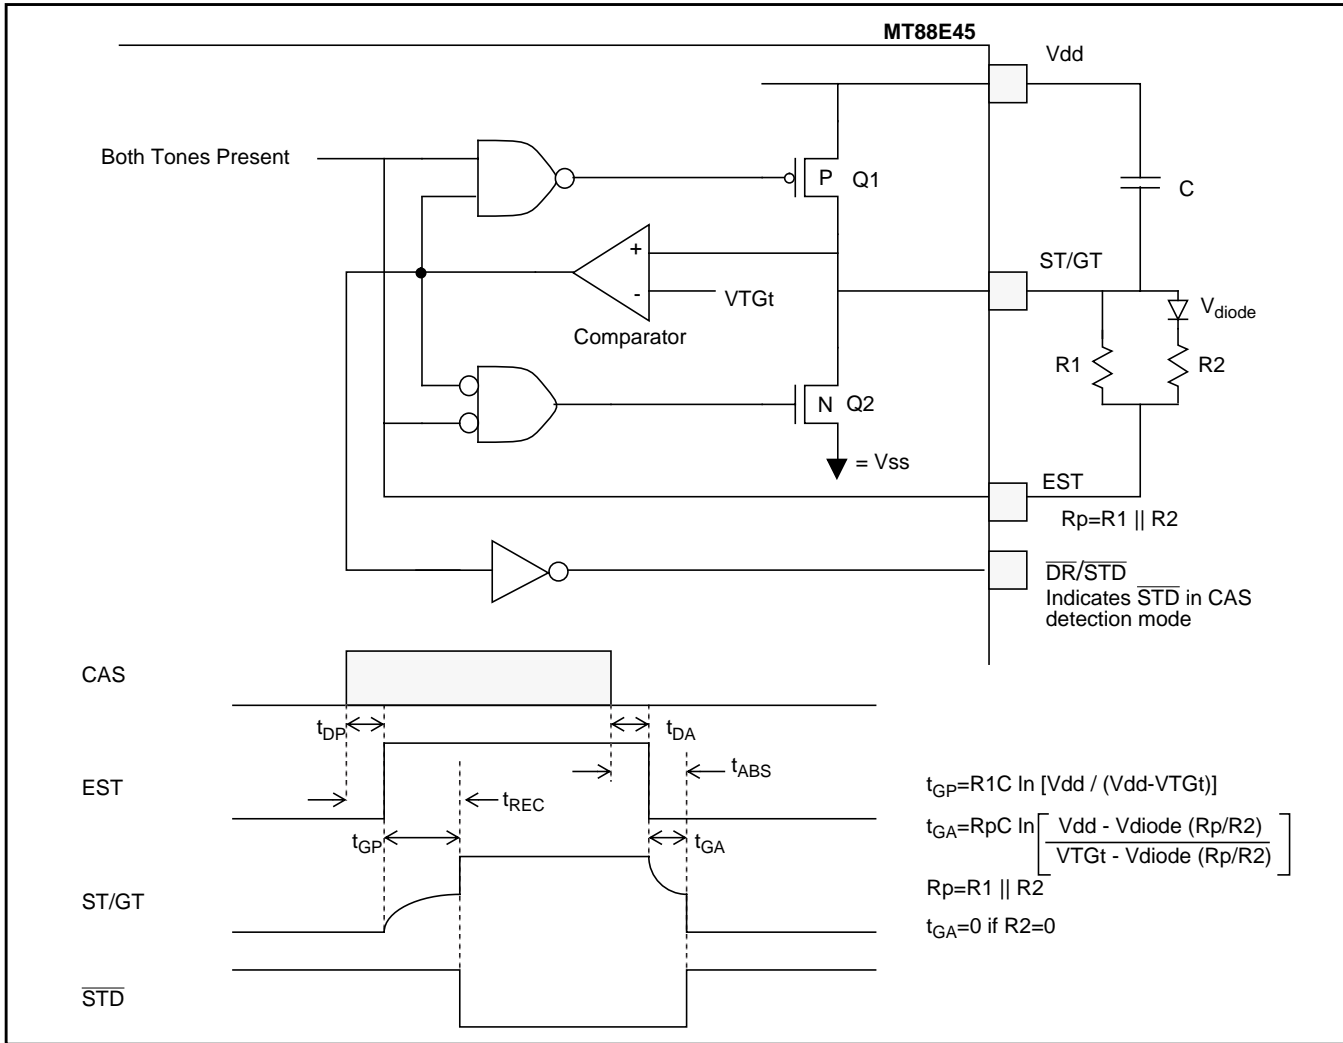 MT88E45
Vdd
Both Tones Present
P
Q1
C
+
-
VTGt
ST/GT
Vdiode
Comparator
R1
R2
N
Q2
= Vss
EST
Rp=R1 || R2
DR/STD
Indicates STD in CAS
detection mode
CAS
tDP
tDA
tABS
EST
tREC
tGP
tGA
ST/GT
STD
tGP=R1C ln [Vdd / (Vdd-VTGt)]
tGA=RpC ln [Vdd - Vdiode (Rp/R2)
VTGt - Vdiode (Rp/R2)]
Rp=R1 || R2
tGA=0 if R2=0